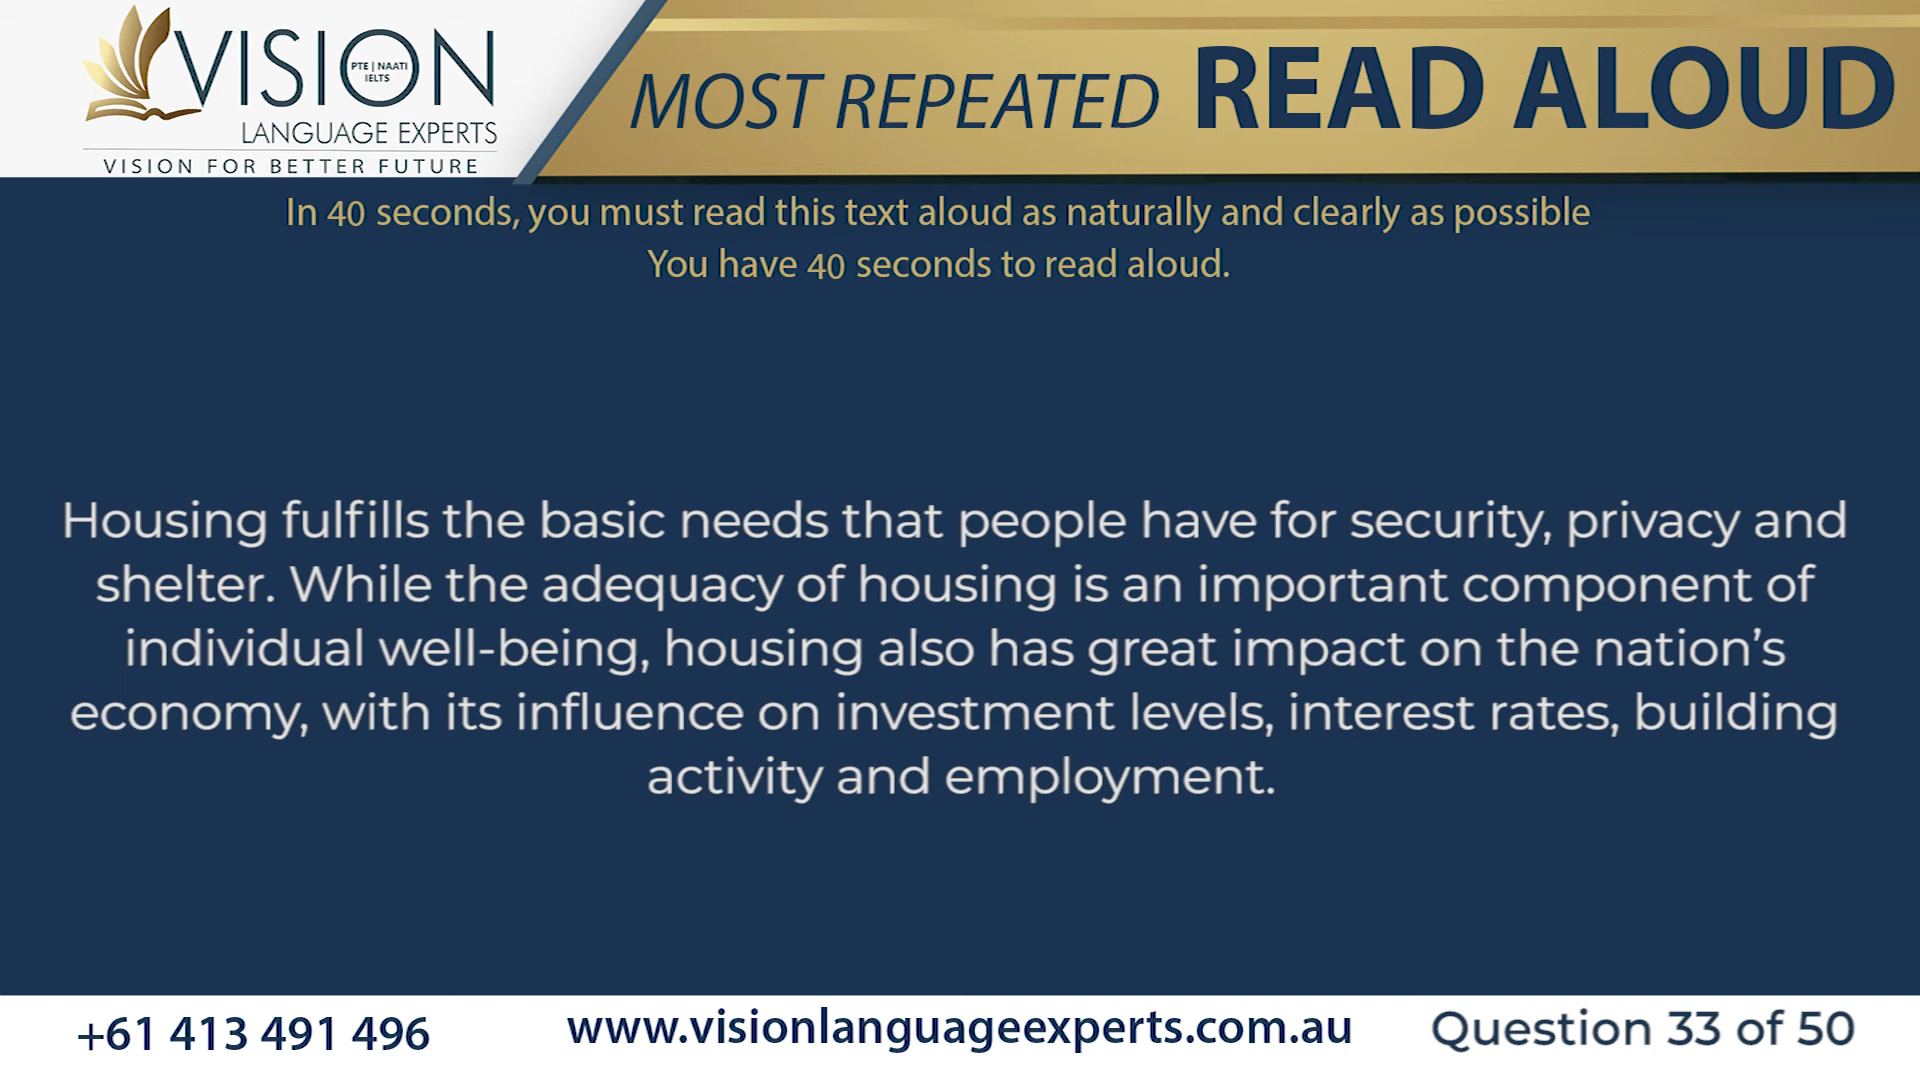 VISION
PTE | NAATI
IELTS
LANGUAGE EXPERTS
VISION FOR BETTER FUTURE
MOST REPEATED READ ALOUD
In 40 seconds, you must read this text aloud as naturally and clearly as possible
You have 40 seconds to read aloud.
Housing fulfills the basic needs that people have for security, privacy and
shelter. While the adequacy of housing is an important component of
individual well-being, housing also has great impact on the nation’s
economy, with its influence on investment levels, interest rates, building
activity and employment.
+61 413 491 496
www.visionlanguageexperts.com.au
Question 33 of 50